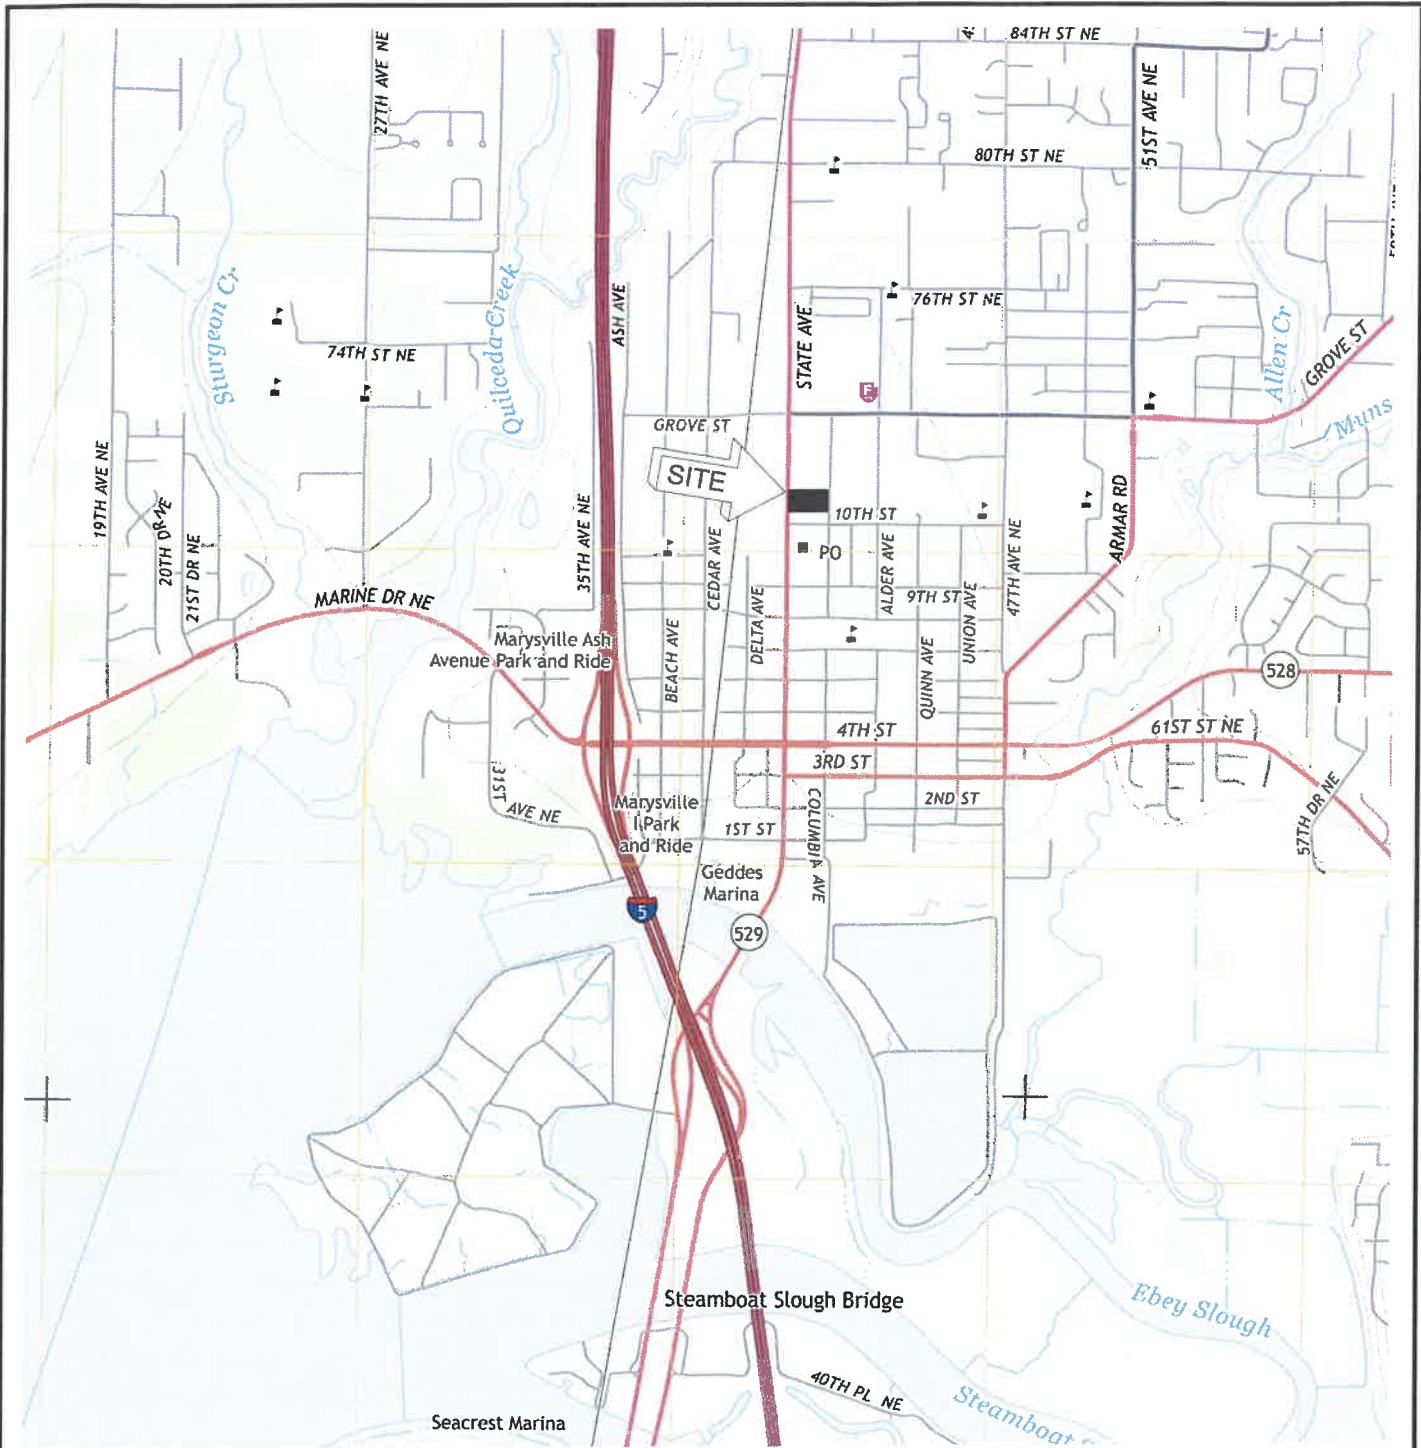 84TH ST NE
27TH AVE NE
51ST AVE NE
80TH ST NE
Sturgeon Cr.
Quilceda Creek
ASH AVE
76TH ST NE
STATE AVE
74TH ST NE
Allen Cr
GROVE ST
Muns
GROVE ST
SITE
19TH AVE NE
20TH DR NE
21ST DR NE
35TH AVE NE
10TH ST
PO
ARMAR RD
CEDAR AVE
ALDER AVE
47TH AVE NE
9TH ST
MARINE DR NE
DELTA AVE
UNION AVE
Marysville Ash
Avenue Park and Ride
BEACH AVE
QUINN AVE
528
4TH ST
61ST ST NE
3RD ST
31ST
AVE NE
Marysville
I Park
and Ride
COLUMBIA AVE
2ND ST
1ST ST
57TH DR NE
Geddes
Marina
5
529
Steamboat Slough Bridge
Ebey Slough
40TH PL NE
Steamboat
Seacrest Marina